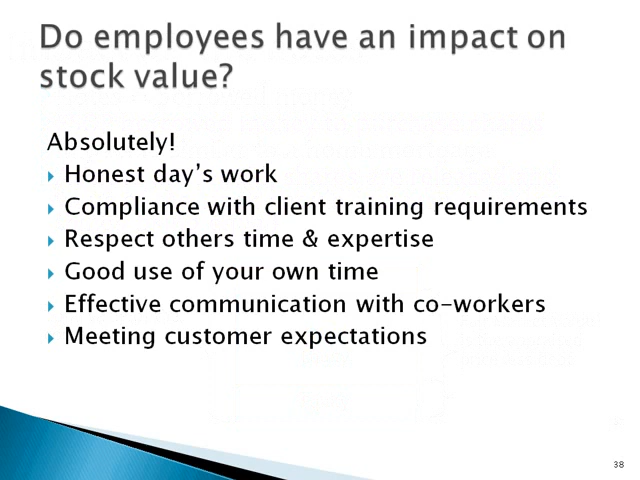 Do employees have an impact on
stock value?
Absolutely!
Honest day's work
Compliance with client training requirements
Respect others time & expertise
Good use of your own time
Effective communication with co-workers
Meeting customer expectations
38